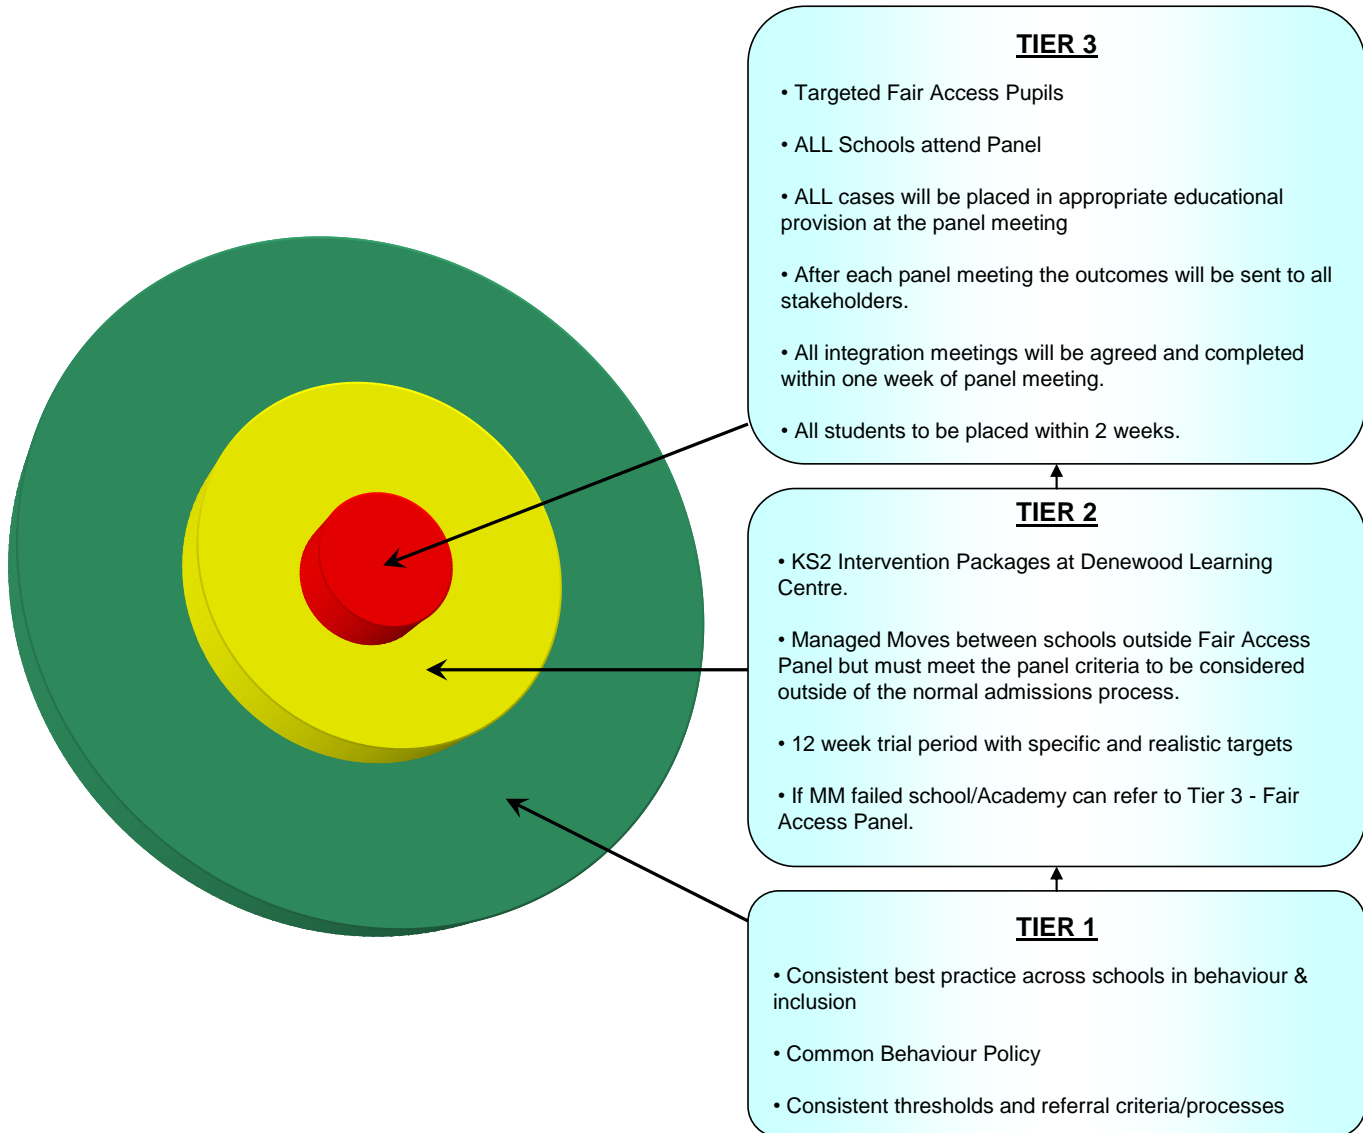 TIER 3
• Targeted Fair Access Pupils
• ALL Schools attend Panel
• ALL cases will be placed in appropriate educational
provision at the panel meeting
• After each panel meeting the outcomes will be sent to all
stakeholders.
• All integration meetings will be agreed and completed
within one week of panel meeting.
• All students to be placed within 2 weeks.
TIER 2
• KS2 Intervention Packages at Denewood Learning
Centre.
• Managed Moves between schools outside Fair Access
Panel but must meet the panel criteria to be considered
outside of the normal admissions process.
• 12 week trial period with specific and realistic targets
• If MM failed school/Academy can refer to Tier 3 - Fair
Access Panel.
TIER 1
• Consistent best practice across schools in behaviour &
inclusion
• Common Behaviour Policy
• Consistent thresholds and referral criteria/processes